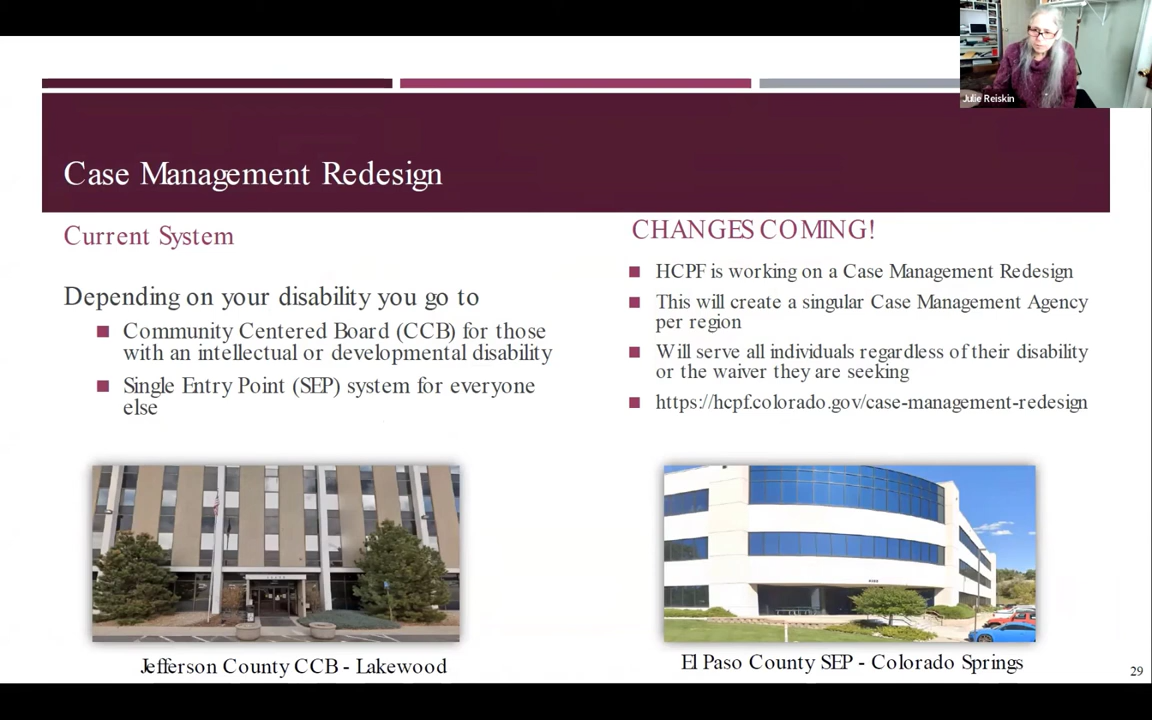 Julie Reiskin
Case Management Redesign
Current System
Depending on your disability you go to
Community Centered Board (CCB) for those
with an intellectual or developmental disability
Single Entry Point (SEP) system for everyone
else
Jefferson County CCB - Lakewood
CHANGES COMING!
HCPF is working on a Case Management Redesign
This will create a singular Case Management Agency
per region
Will serve all individuals regardless of their disability
or the waiver they are seeking
https://hcpf.colorado.gov/case-management-redesign
El Paso County SEP - Colorado Springs
29